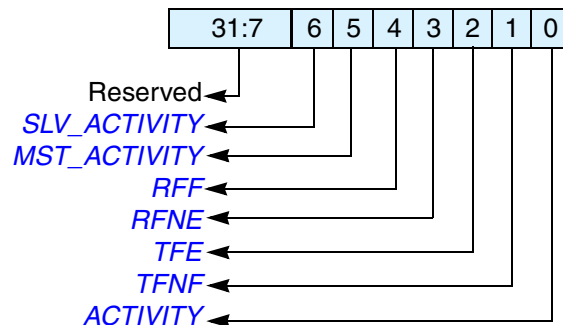 31:7 6 5 4 3 2 1 0
Reserved
SLV_ACTIVITY
MST_ACTIVITY
RFF
RFNE
TFE
TFNF
ACTIVITY